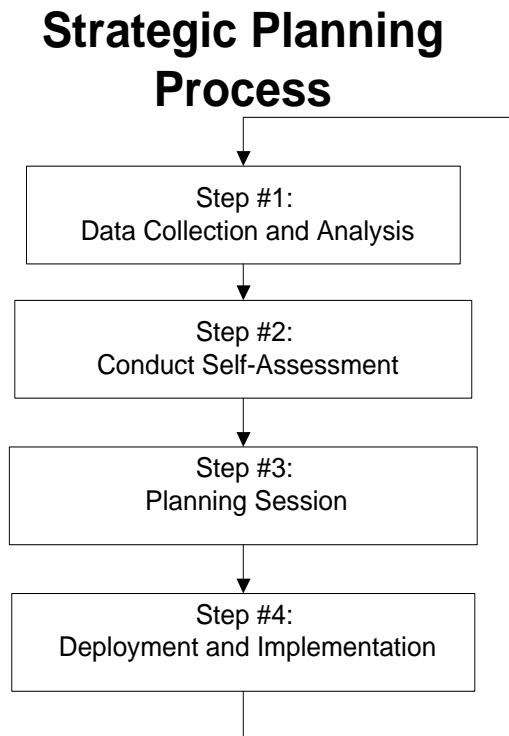 Strategic Planning
Process
Step #1:
Data Collection and Analysis
Step #2:
Conduct Self-Assessment
Step #3:
Planning Session
Step #4:
Deployment and Implementation